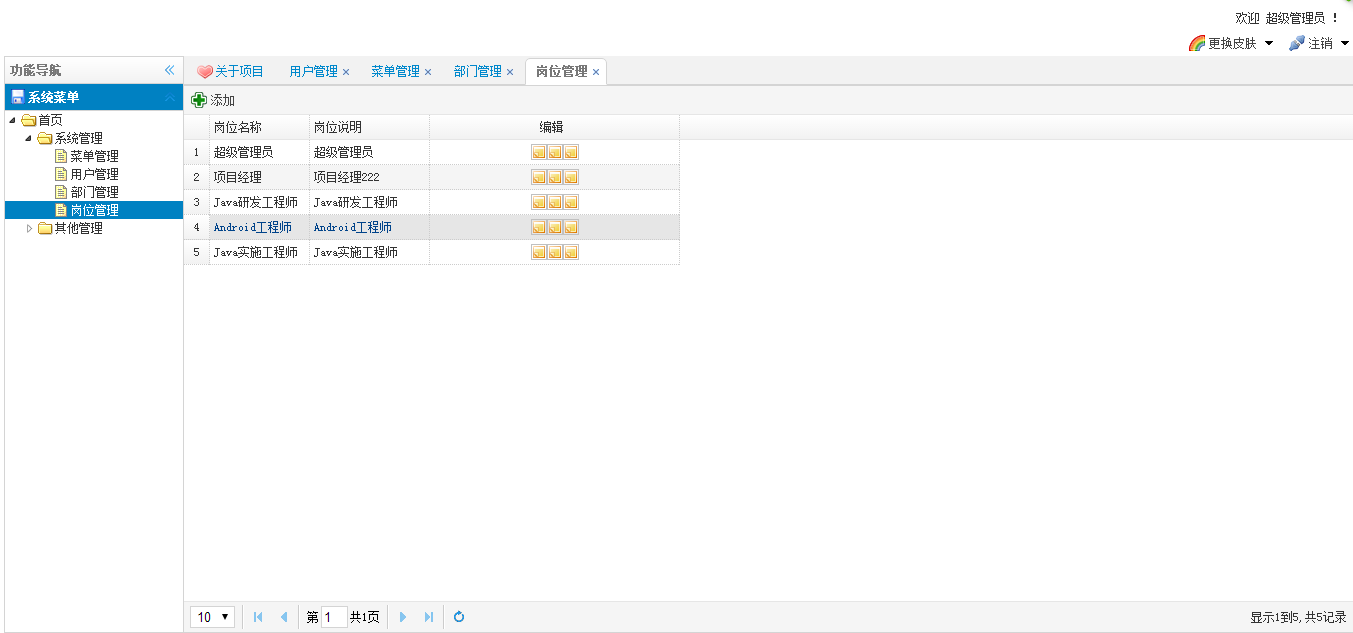 欢迎 超级管理员 !
更换皮肤 注销
功能导航
关于项目 用户管理 菜单管理 部门管理 岗位管理
系统菜单
添加
首页
系统管理
菜单管理
用户管理
部门管理
岗位管理
其他管理
岗位名称 岗位说明 编辑
1 超级管理员 超级管理员
2 项目经理 项目经理222
3 Java研发工程师 Java研发工程师
4 Android工程师 Android工程师
5 Java实施工程师 Java实施工程师
10 第 1 共1页 显示1到5, 共5记录